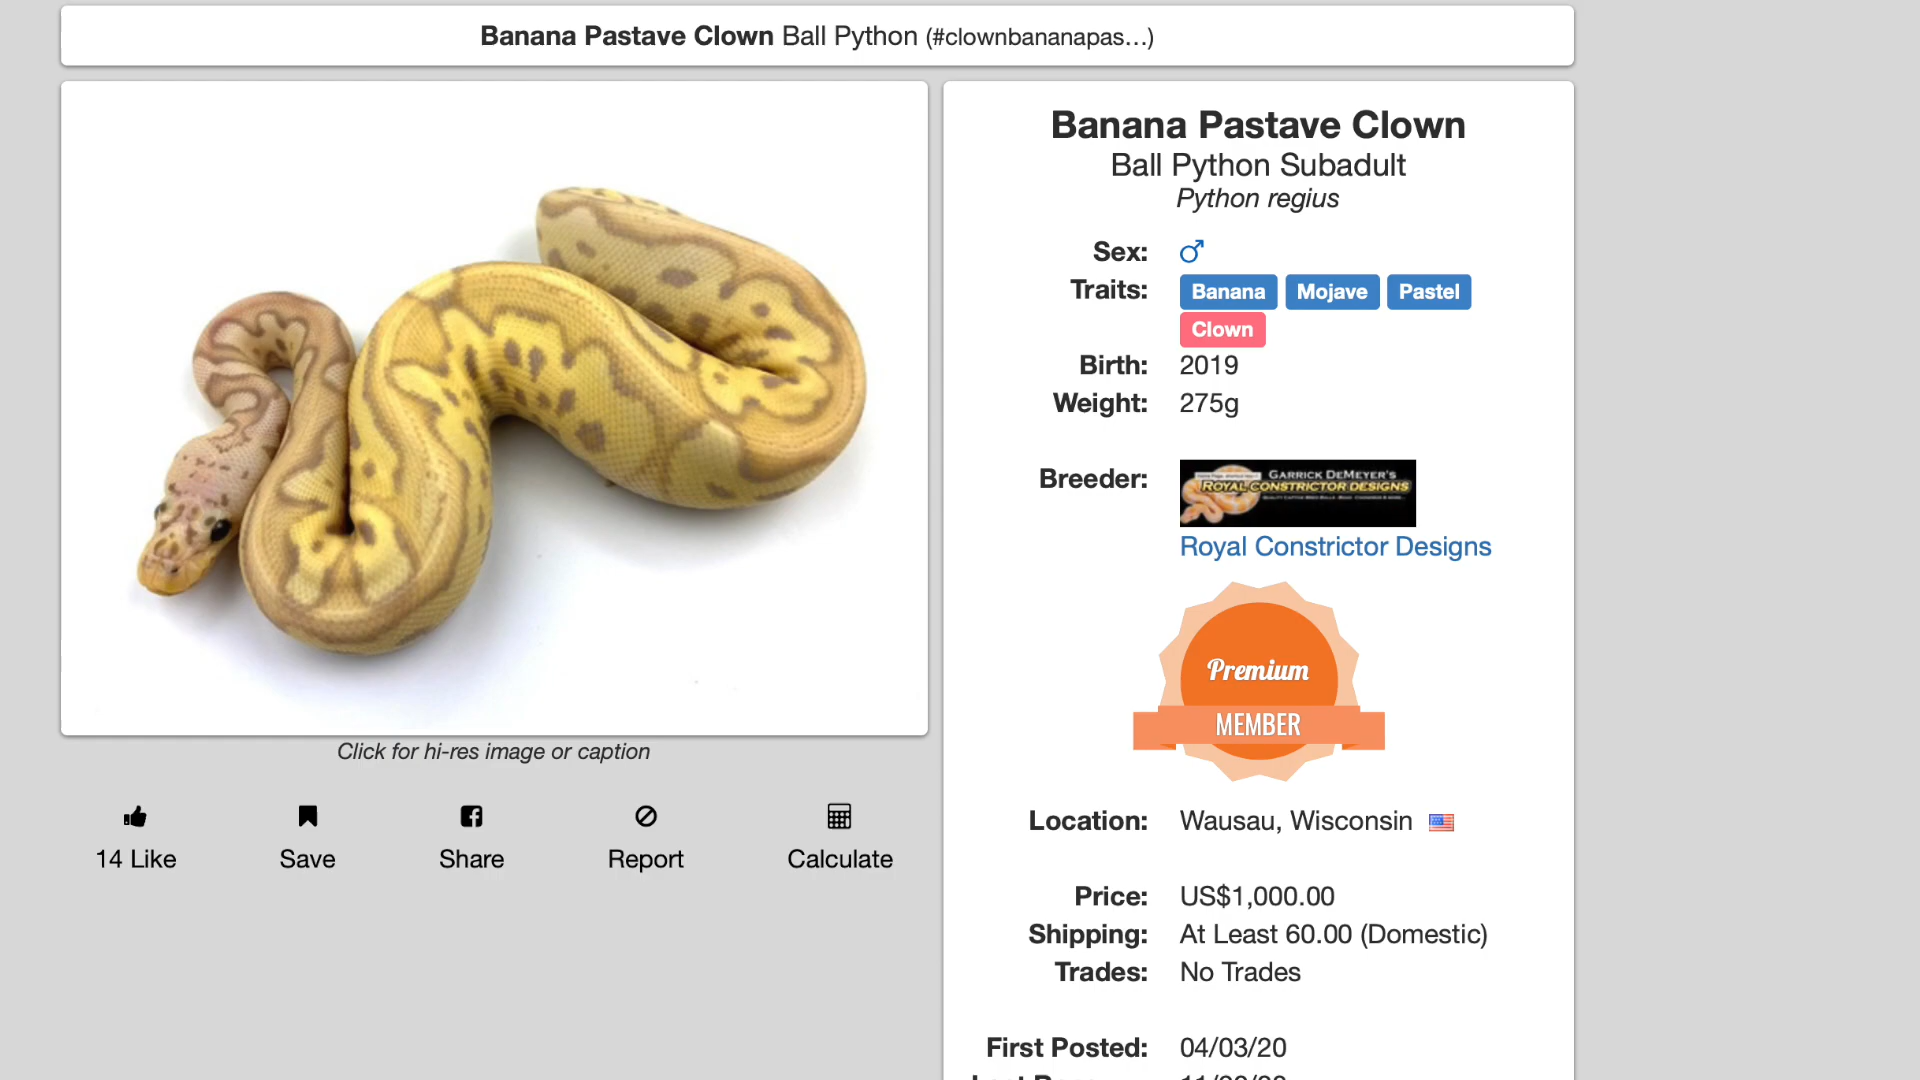 Banana Pastave Clown Ball Python (#clownbananapas...)
Banana Pastave Clown
Ball Python Subadult
Python regius
Sex: ♂
Traits: Banana Mojave Pastel
Clown
Birth: 2019
Weight: 275g
Breeder:
GARRICK DEMEYER'S
ROYAL CONSTRICTOR DESIGNS
Royal Constrictor Designs
Premium
MEMBER
Location: Wausau, Wisconsin
Price: US$1,000.00
Shipping: At Least 60.00 (Domestic)
Trades: No Trades
First Posted: 04/03/20
Click for hi-res image or caption
14 Like
Save
Share
Report
Calculate